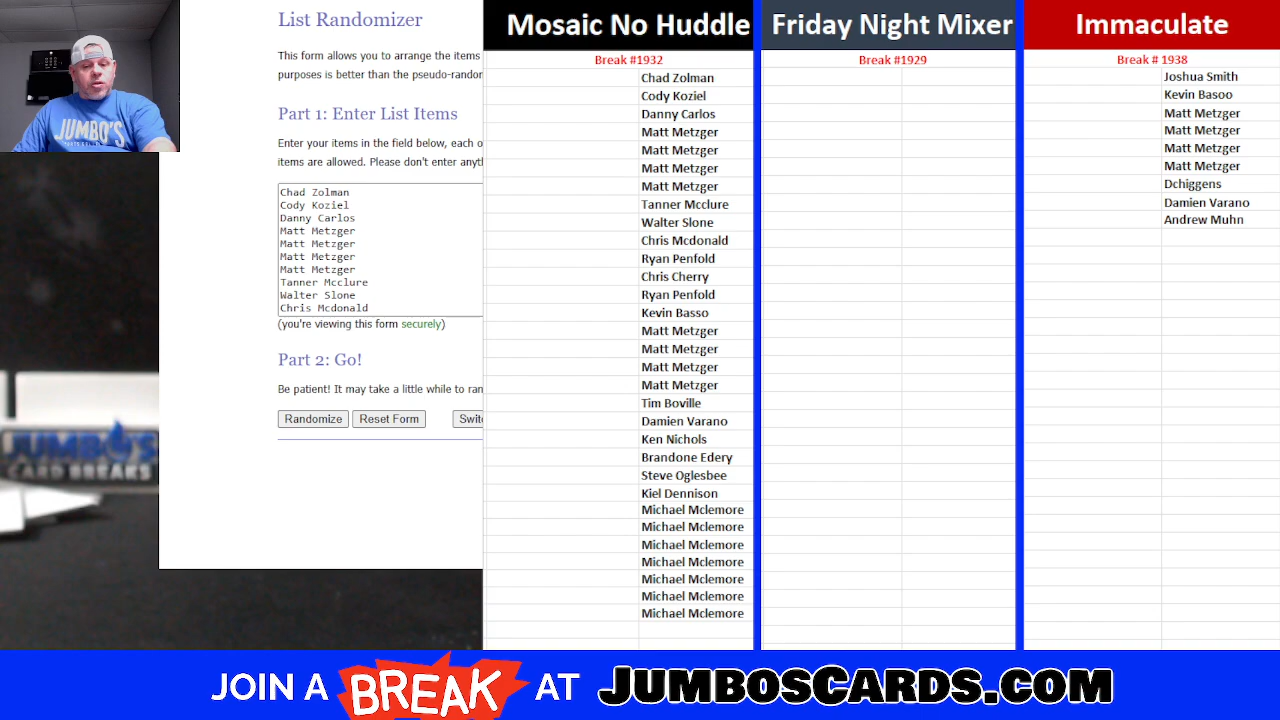 List Randomizer
This form allows you to arrange the items
purposes is better than the pseudo-rando
Part 1: Enter List Items
Enter your items in the field below, each o
items are allowed. Please don't enter anyt
Chad Zolman
Cody Koziel
Danny Carlos
Matt Metzger
Matt Metzger
Matt Metzger
Matt Metzger
Tanner Mcclure
Walter Slone
Chris Mcdonald
(you're viewing this form securely)
Part 2: Go!
Be patient! It may take a little while to ran
Randomize Reset Form Switc
Mosaic No Huddle
Break #1932
Chad Zolman
Cody Koziel
Danny Carlos
Matt Metzger
Matt Metzger
Matt Metzger
Matt Metzger
Tanner Mcclure
Walter Slone
Chris Mcdonald
Ryan Penfold
Chris Cherry
Ryan Penfold
Kevin Basso
Matt Metzger
Matt Metzger
Matt Metzger
Matt Metzger
Tim Boville
Damien Varano
Ken Nichols
Brandone Edery
Steve Oglesbee
Kiel Dennison
Michael Mclemore
Michael Mclemore
Michael Mclemore
Michael Mclemore
Michael Mclemore
Michael Mclemore
Michael Mclemore
Friday Night Mixer
Break #1929
Immaculate
Break # 1938
Joshua Smith
Kevin Basoo
Matt Metzger
Matt Metzger
Matt Metzger
Matt Metzger
Dchiggens
Damien Varano
Andrew Muhn
JUMBO'S
JUMBO'S
CARD BREAKS
JOIN A BREAK AT JUMBOSCARDS.COM